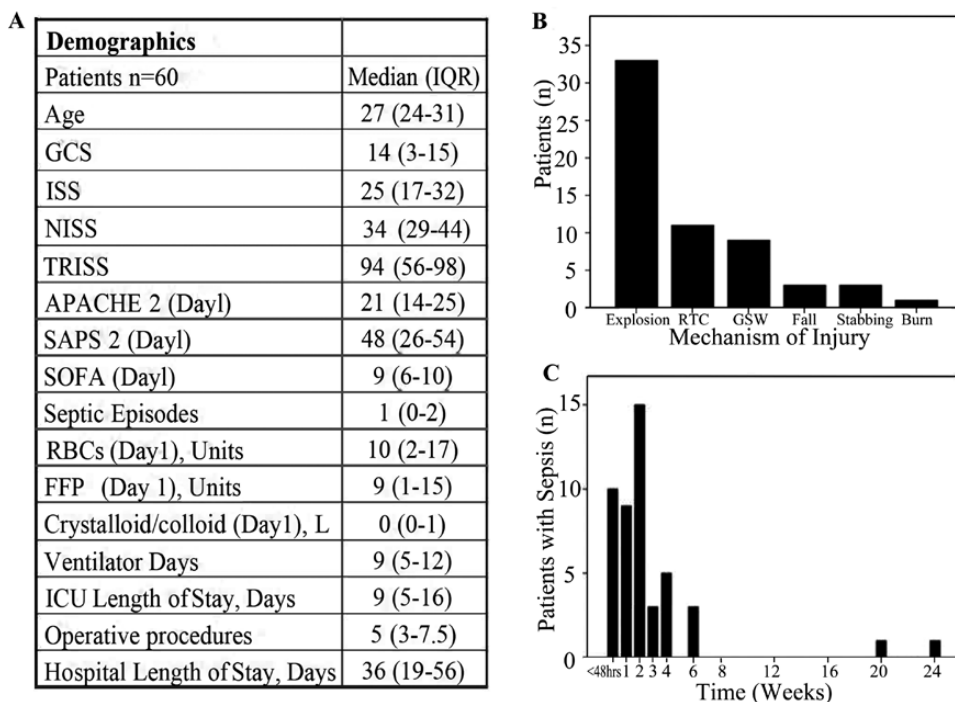 A
Demographics
Patients n=60 Median (IQR)
Age 27 (24-31)
GCS 14 (3-15)
ISS 25 (17-32)
NISS 34 (29-44)
TRISS 94 (56-98)
APACHE 2 (Dayl) 21 (14-25)
SAPS 2 (Dayl) 48 (26-54)
SOFA (Dayl) 9 (6-10)
Septic Episodes 1 (0-2)
RBCs (Day1), Units 10 (2-17)
FFP (Day 1), Units 9 (1-15)
Crystalloid/colloid (Day1), L 0 (0-1)
Ventilator Days 9 (5-12)
ICU Length of Stay, Days 9 (5-16)
Operative procedures 5 (3-7.5)
Hospital Length of Stay, Days 36 (19-56)
B
Patients (n)
35
30
25
20
15
10
5
0
Explosion RTC GSW Fall Stabbing Burn
Mechanism of Injury
C
Patients with Sepsis (n)
15
10
5
0
<48hrs 1 2 3 4 6 8 12 16 20 24
Time (Weeks)